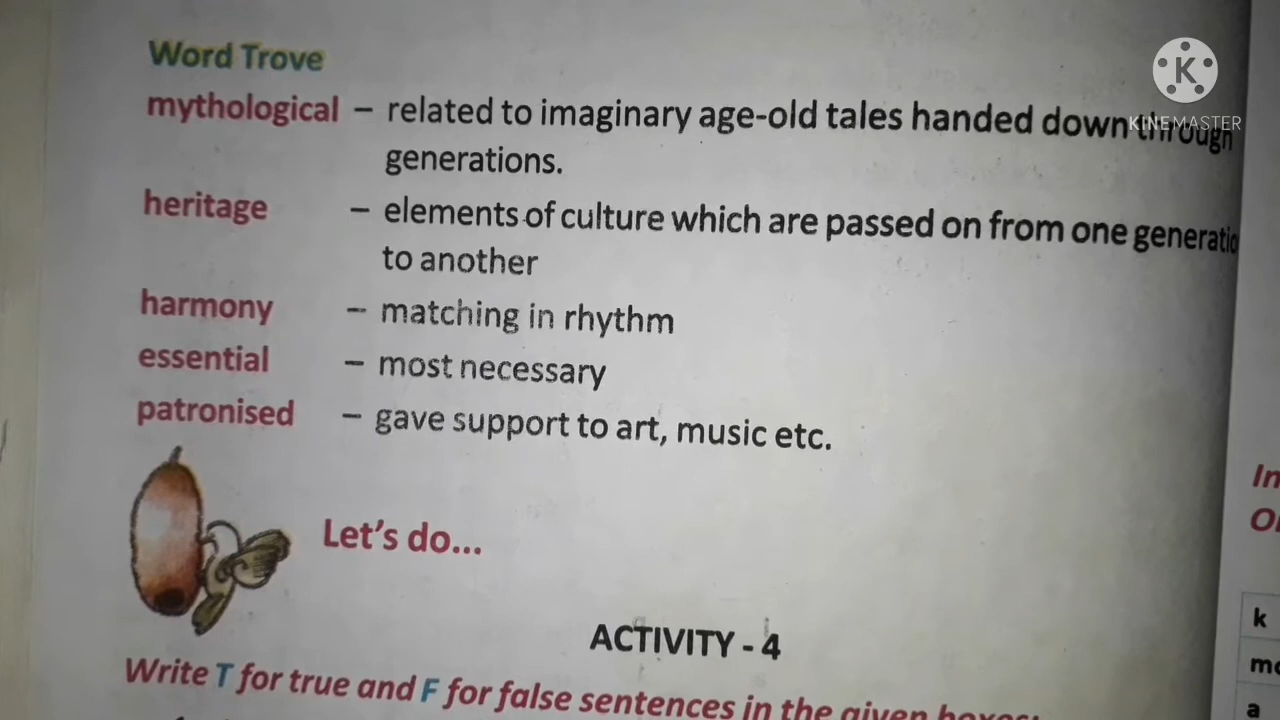 Word Trove
mythological – related to imaginary age-old tales handed down through
generations.
heritage – elements of culture which are passed on from one
to another
harmony – matching in rhythm
essential – most necessary
patronised – gave support to art, music etc.
Let's do...
ACTIVITY - 4
Write T for true and F for false sentences in the given boxes:
K
KINEMASTER
k
a